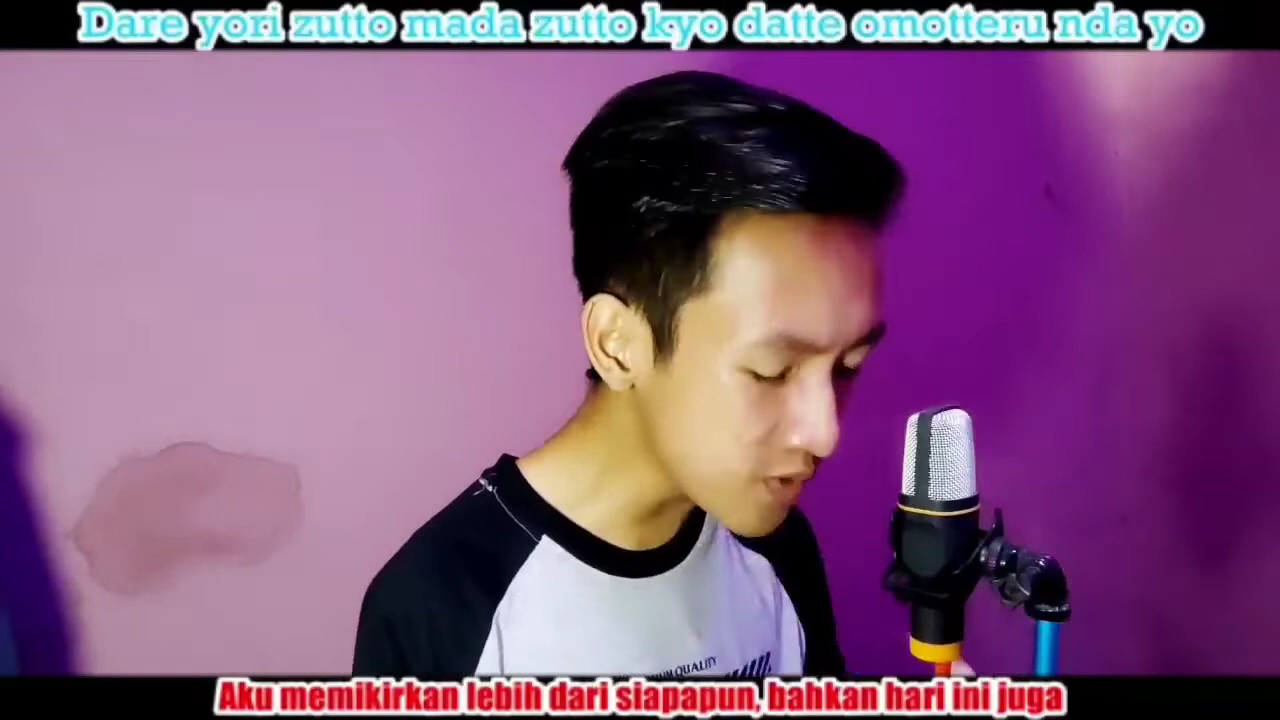 Dare yori zutto mada zutto kyo datte omotteru nda yo
QUALITY
Aku memikirkan lebih dari siapapun, bahkan hari ini juga